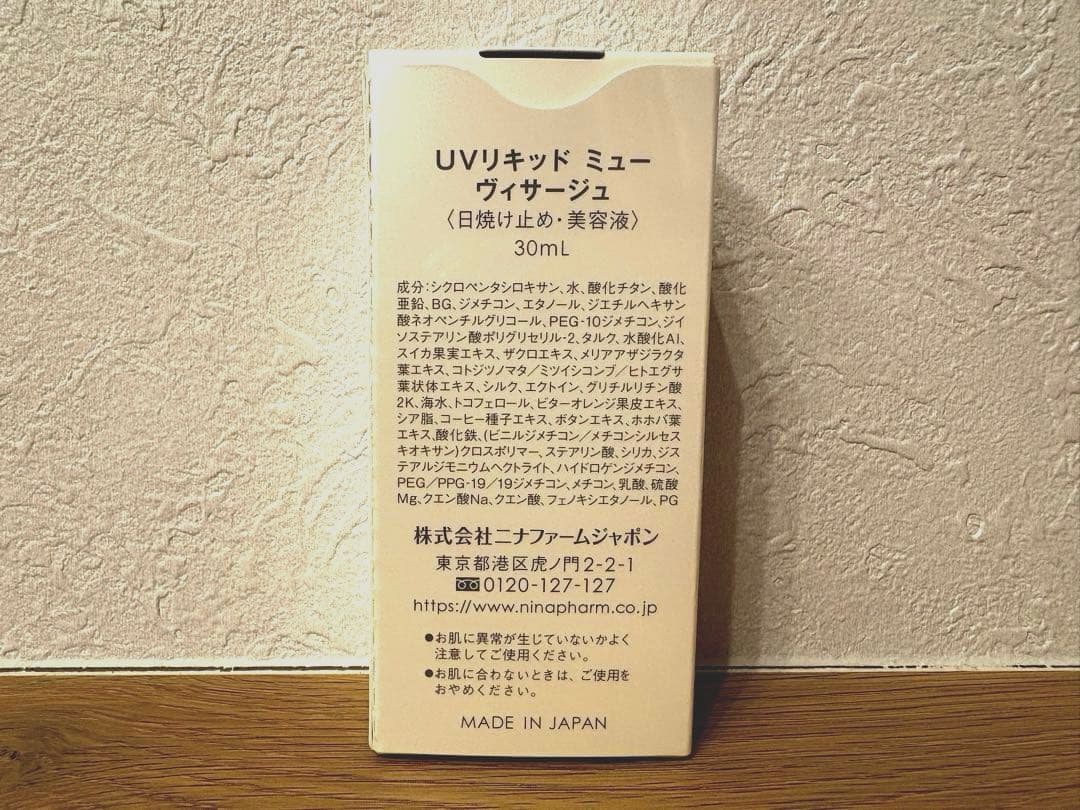 UVリキッド ミュー
ヴィサージュ
〈日焼け止め・美容液〉
30mL
成分:シクロペンタシロキサン、水、酸化チタン、酸化
亜鉛、BG、ジメチコン、エタノール、ジエチルヘキサン
酸ネオペンチルグリコール、PEG-10ジメチコン、ジイ
ソステアリン酸ポリグリセリル-2、タルク、水酸化Al、
スイカ果実エキス、ザクロエキス、メリアアザジラクタ
葉エキス、コトジツノマタ／ミツイシコンブ／ヒトエグサ
葉状体エキス、シルク、エクトイン、グリチルリチン酸
2K、海水、トコフェロール、ビターオレンジ果皮エキス、
シア脂、コーヒー種子エキス、ボタンエキス、ホホバ葉
エキス、酸化鉄、(ビニルジメチコン／メチコンシルセス
キオキサン)クロスポリマー、ステアリン酸、シリカ、ジス
テアルジモニウムヘクトライト、ハイドロゲンジメチコン、
PEG／PPG-19／19ジメチコン、メチコン、乳酸、硫酸
Mg、クエン酸Na、クエン酸、フェノキシエタノール、PG
株式会社ニナファームジャポン
東京都港区虎ノ門2-2-1
0120-127-127
https://www.ninapharm.co.jp
●お肌に異常が生じていないかよく
注意してご使用ください。
●お肌に合わないときは、ご使用を
おやめください。
MADE IN JAPAN